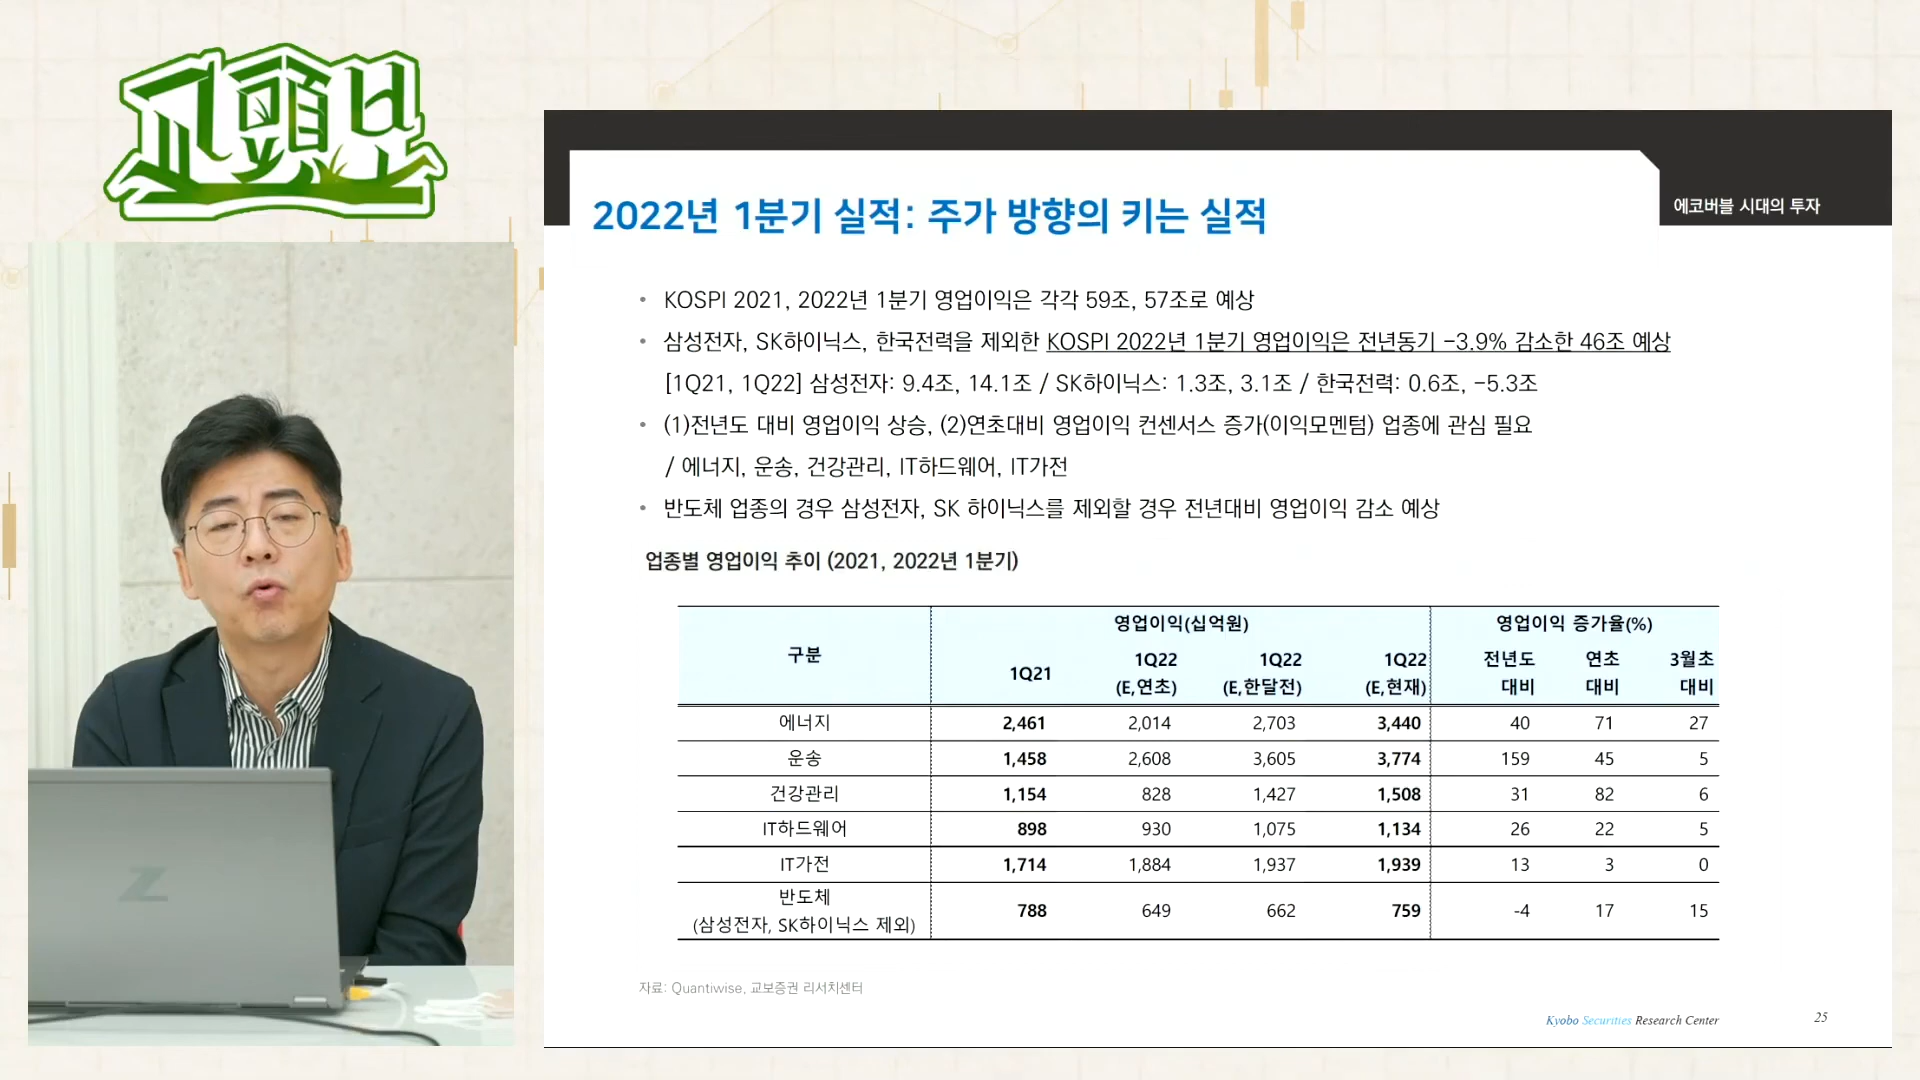 교頭보
에코버블 시대의 투자
2022년 1분기 실적: 주가 방향의 키는 실적
• KOSPI 2021, 2022년 1분기 영업이익은 각각 59조, 57조로 예상
• 삼성전자, SK하이닉스, 한국전력을 제외한 KOSPI 2022년 1분기 영업이익은 전년동기 -3.9% 감소한 46조 예상
[1Q21, 1Q22] 삼성전자: 9.4조, 14.1조 / SK하이닉스: 1.3조, 3.1조 / 한국전력: 0.6조, -5.3조
• (1)전년도 대비 영업이익 상승, (2)연초대비 영업이익 컨센서스 증가(이익모멘텀) 업종에 관심 필요
/ 에너지, 운송, 건강관리, IT하드웨어, IT가전
• 반도체 업종의 경우 삼성전자, SK 하이닉스를 제외할 경우 전년대비 영업이익 감소 예상
업종별 영업이익 추이 (2021, 2022년 1분기)
구분 영업이익(십억원) 영업이익 증가율(%)
1Q21 1Q22 (E,연초) 1Q22 (E,한달전) 1Q22 (E,현재) 전년도 대비 연초 대비 3월초 대비
에너지 2,461 2,014 2,703 3,440 40 71 27
운송 1,458 2,608 3,605 3,774 159 45 5
건강관리 1,154 828 1,427 1,508 31 82 6
IT하드웨어 898 930 1,075 1,134 26 22 5
IT가전 1,714 1,884 1,937 1,939 13 3 0
반도체 (삼성전자, SK하이닉스 제외) 788 649 662 759 -4 17 15
자료: Quantiwise, 교보증권 리서치센터
Kyobo Securities Research Center
25